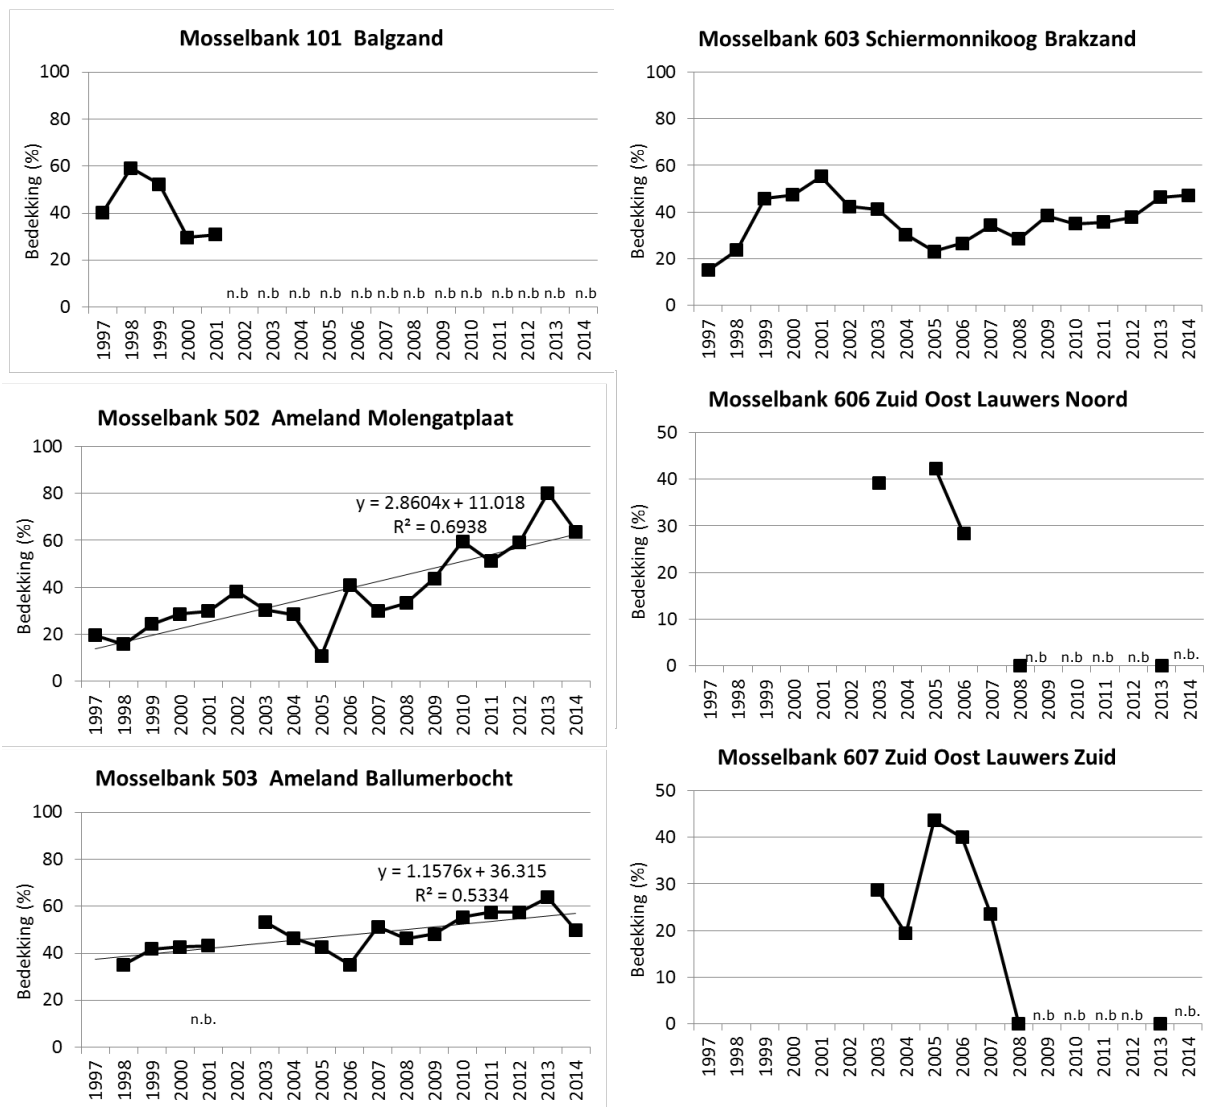 Mosselbank 101 Balgzand
Bedekking (%)
100
80
60
40
20
0
n.b n.b n.b n.b n.b n.b n.b n.b n.b n.b n.b n.b n.b
1997 1998 1999 2000 2001 2002 2003 2004 2005 2006 2007 2008 2009 2010 2011 2012 2013 2014
Mosselbank 502 Ameland Molengatplaat
Bedekking (%)
100
80
60
40
20
0
y = 2.8604x + 11.018
R² = 0.6938
1997 1998 1999 2000 2001 2002 2003 2004 2005 2006 2007 2008 2009 2010 2011 2012 2013 2014
Mosselbank 503 Ameland Ballumerbocht
Bedekking (%)
100
80
60
40
20
0
y = 1.1576x + 36.315
R² = 0.5334
n.b.
1997 1998 1999 2000 2001 2002 2003 2004 2005 2006 2007 2008 2009 2010 2011 2012 2013 2014
Mosselbank 603 Schiermonnikoog Brakzand
Bedekking (%)
100
80
60
40
20
0
1997 1998 1999 2000 2001 2002 2003 2004 2005 2006 2007 2008 2009 2010 2011 2012 2013 2014
Mosselbank 606 Zuid Oost Lauwers Noord
Bedekking (%)
50
40
30
20
10
0
n.b n.b n.b n.b n.b.
1997 1998 1999 2000 2001 2002 2003 2004 2005 2006 2007 2008 2009 2010 2011 2012 2013 2014
Mosselbank 607 Zuid Oost Lauwers Zuid
Bedekking (%)
50
40
30
20
10
0
n.b n.b n.b n.b n.b.
1997 1998 1999 2000 2001 2002 2003 2004 2005 2006 2007 2008 2009 2010 2011 2012 2013 2014